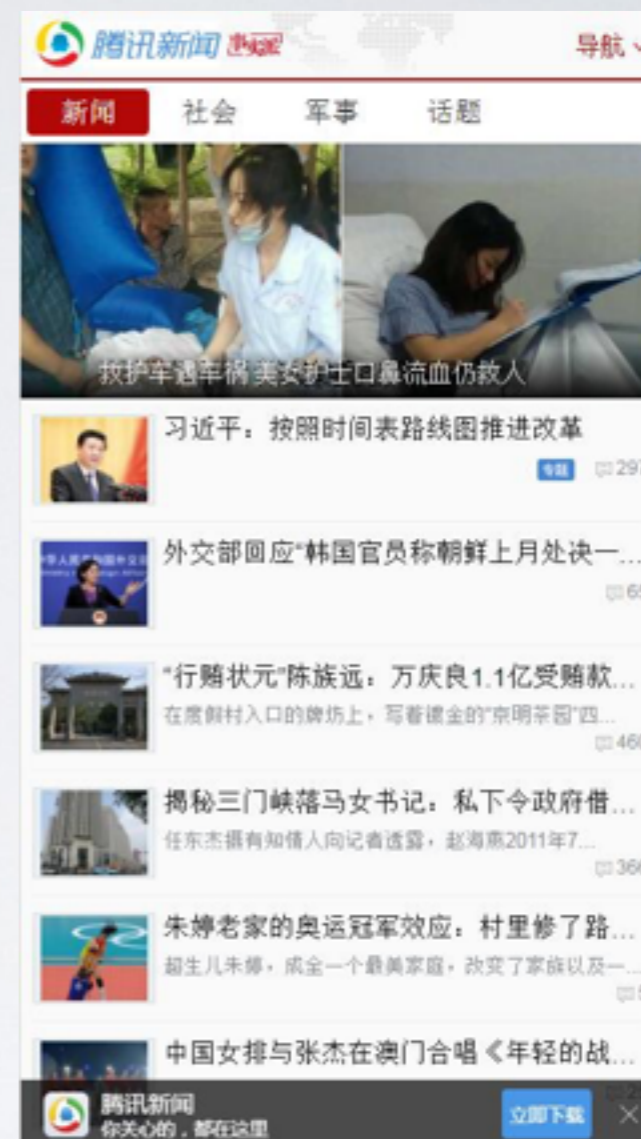 腾讯新闻 事实派
导航
新闻 社会 军事 话题
救护车遇车祸 美女护士口鼻流血仍救人
习近平：按照时间表路线图推进改革
专题 297
外交部回应“韩国官员称朝鲜上月处决一...
65
“行贿状元”陈族远：万庆良1.1亿受贿款...
在度假村入口的牌坊上，写着镀金的“京明茶园”四...
460
揭秘三门峡落马女书记：私下令政府借...
任东杰摄有知情人向记者透露，赵海燕2011年7...
366
朱婷老家的奥运冠军效应：村里修了路...
超生儿朱婷，成全一个最美家庭，改变了家族以及一...
5
中国女排与张杰在澳门合唱《年轻的战...
腾讯新闻
你关心的，都在这里
立即下载